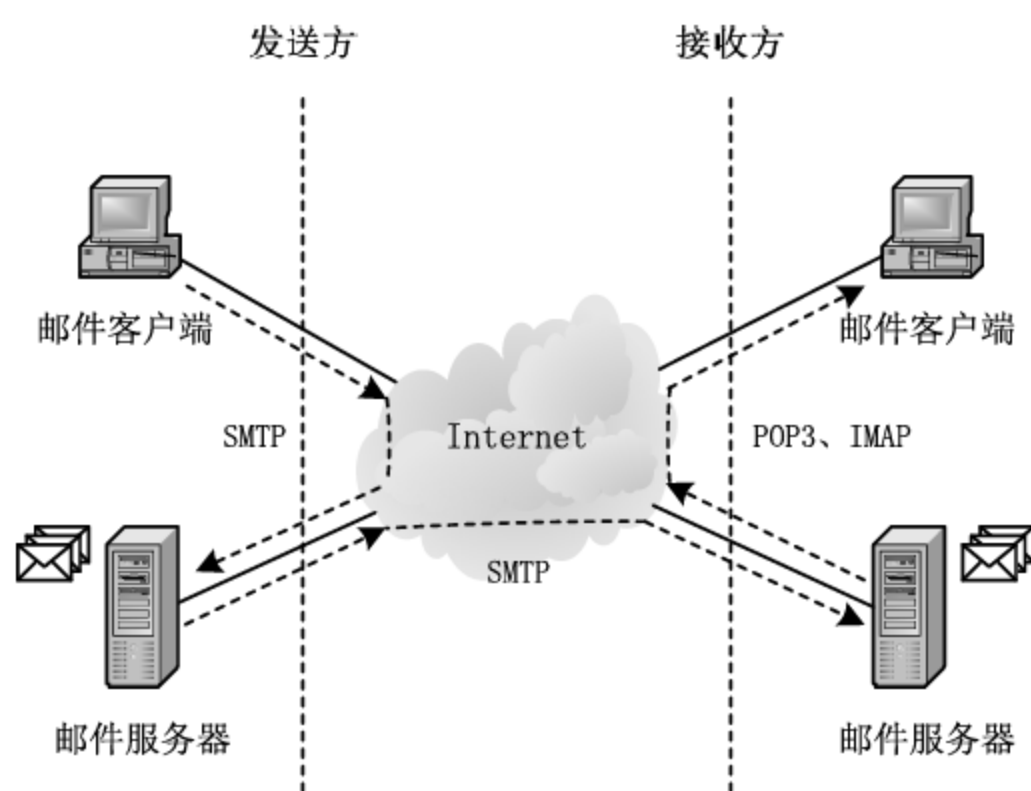 发送方
接收方
邮件客户端
邮件客户端
SMTP
Internet
POP3、IMAP
SMTP
邮件服务器
邮件服务器